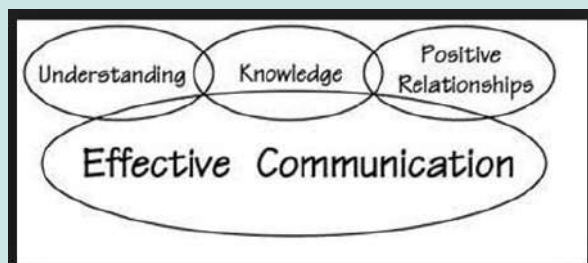 Understanding
Knowledge
Positive
Relationships
Effective Communication